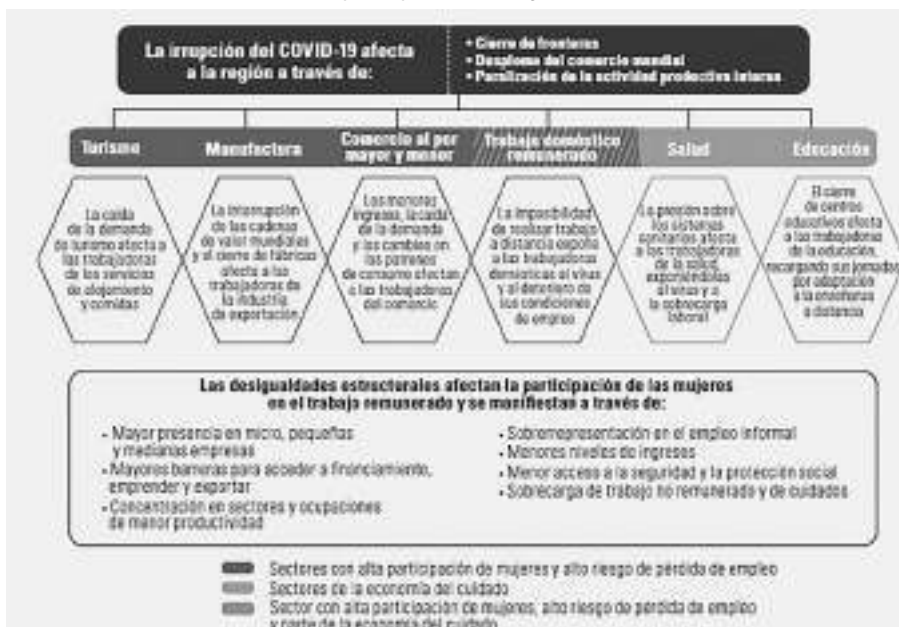 La irrupción del COVID-19 afecta
a la región a través de:
• Cierre de fronteras
• Desplome del comercio mundial
• Paralización de la actividad productiva interna
Turismo
Manufactura
Comercio al por
mayor y menor
Trabajo doméstico
remunerado
Salud
Educación
La caída
de la demanda
de turismo afecta a
las trabajadoras
de los servicios
de alojamiento
y comidas
La interrupción
de las cadenas
de valor mundiales
y el cierre de fábricas
afecta a las
trabajadoras de
la industria
de exportación
Los menores
ingresos, la caída
de la demanda
y los cambios en
los patrones
de consumo afectan
a las trabajadoras
del comercio
La imposibilidad
de realizar trabajo
a distancia expone
a las trabajadoras
domésticas al virus
y al deterioro de
sus condiciones
de empleo
La presión sobre
los sistemas
sanitarios afecta
a las trabajadoras
de la salud,
exponiéndolas
al virus y a
la sobrecarga
laboral
El cierre
de centros
educativos afecta
a las trabajadoras
de la educación,
recargando sus jornadas
por adaptación
a la enseñanza
a distancia
Las desigualdades estructurales afectan la participación de las mujeres
en el trabajo remunerado y se manifiestan a través de:
• Mayor presencia en micro, pequeñas
y medianas empresas
• Mayores barreras para acceder a financiamiento,
emprender y exportar
• Concentración en sectores y ocupaciones
de menor productividad
• Sobrerrepresentación en el empleo informal
• Menores niveles de ingresos
• Menor acceso a la seguridad y la protección social
• Sobrecarga de trabajo no remunerado y de cuidados
Sectores con alta participación de mujeres y alto riesgo de pérdida de empleo
Sectores de la economía del cuidado
Sector con alta participación de mujeres, alto riesgo de pérdida de empleo
y parte de la economía del cuidado